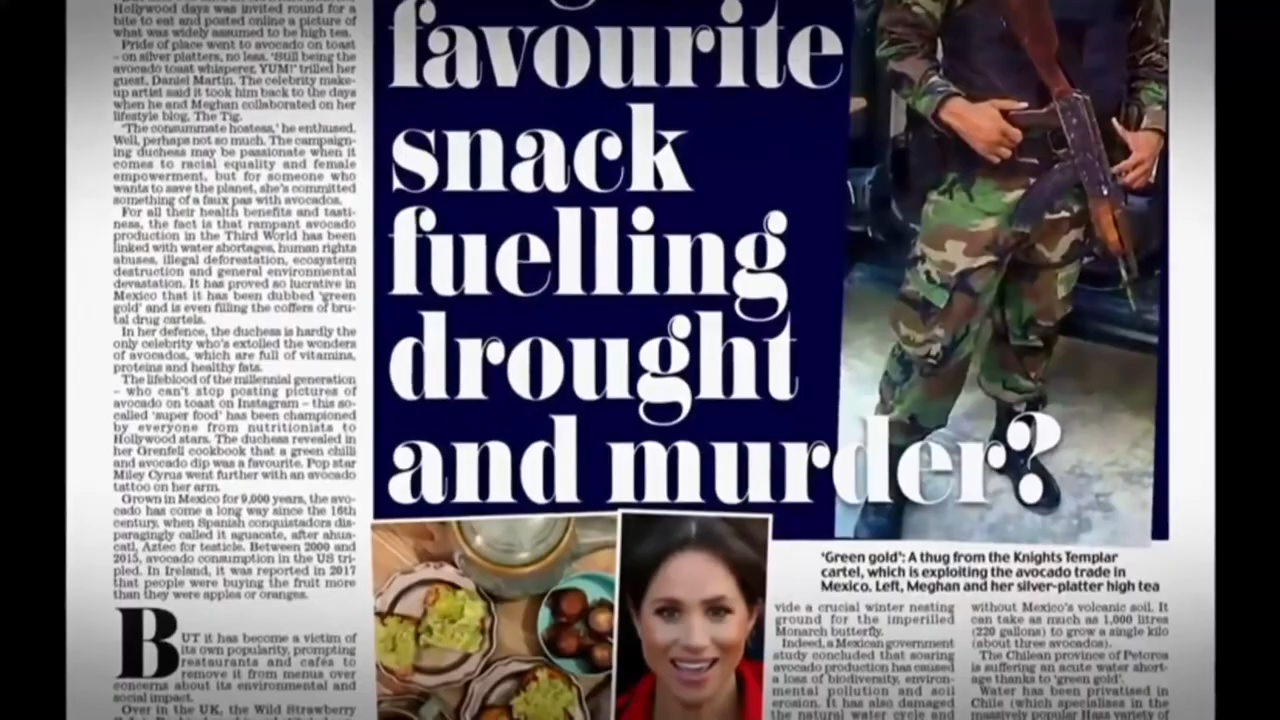 Hollywood days was invited round for a
bite to eat and posted online a picture of
what was widely assumed to be high tea.
Pride of place went to avocado on toast
– on silver platters, no less. 'Still being the
avocado toast whisperer, YUM!' trilled her
guest, Daniel Martin. The celebrity make-
up artist said it took him back to the days
when he and Meghan collaborated on her
lifestyle blog, The Tig.
'The consummate hostess,' he enthused.
Well, perhaps not so much. The campaign-
ing duchess may be passionate when it
comes to racial equality and female
empowerment, but for someone who
wants to save the planet, she's committed
something of a faux pas with avocados.
For all their health benefits and tasti-
ness, the fact is that rampant avocado
production in the Third World has been
linked with water shortages, human rights
abuses, illegal deforestation, ecosystem
destruction and general environmental
devastation. It has proved so lucrative in
Mexico that it has been dubbed 'green
gold' and is even filling the coffers of bru-
tal drug cartels.
In her defence, the duchess is hardly the
only celebrity who's extolled the wonders
of avocados, which are full of vitamins,
proteins and healthy fats.
The lifeblood of the millennial generation
– who can't stop posting pictures of
avocado on toast on Instagram – this so-
called 'super food' has been championed
by everyone from nutritionists to
Hollywood stars. The duchess revealed in
her Grenfell cookbook that a green chilli
and avocado dip was a favourite. Pop star
Miley Cyrus went further with an avocado
tattoo on her arm.
Grown in Mexico for 9,000 years, the avo-
cado has come a long way since the 16th
century, when Spanish conquistadors dis-
paragingly called it aguacate, after ahua-
catl, Aztec for testicle. Between 2000 and
2015, avocado consumption in the US tri-
pled. In Ireland, it was reported in 2017
that people were buying the fruit more
than they were apples or oranges.
BUT it has become a victim of
its own popularity, prompting
restaurants and cafés to
remove it from menus over
concerns about its environmental and
social impact.
Over in the UK, the Wild Strawberry
favourite
snack
fuelling
drought
and murder?
'Green gold': A thug from the Knights Templar
cartel, which is exploiting the avocado trade in
Mexico. Left, Meghan and her silver-platter high tea
vide a crucial winter nesting
ground for the imperilled
Monarch butterfly.
Indeed, a Mexican government
study concluded that soaring
avocado production has caused
a loss of biodiversity, environ-
mental pollution and soil
erosion. It has also damaged
the natural water cycle and
without Mexico's volcanic soil. It
can take as much as 1,000 litres
(220 gallons) to grow a single kilo
(about three avocados).
The Chilean province of Petorca
is suffering an acute water short-
age thanks to 'green gold'.
Water has been privatised in
Chile (which specialises in the
massively popular Hass variety of